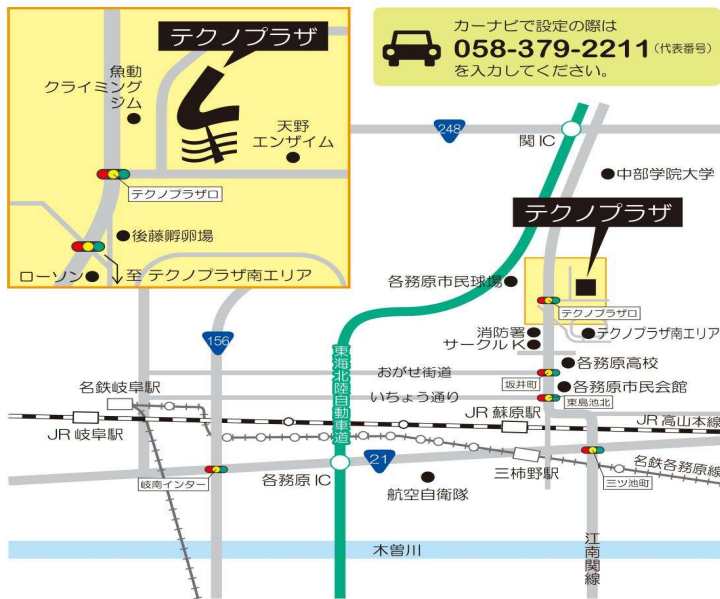 テクノプラザ
魚動
クライミング
ジム
天野
エンザイム
テクノプラザ口
後藤孵卵場
ローソン
至 テクノプラザ南エリア
カーナビで設定の際は
058-379-2211(代表番号)
を入力してください。
248
関IC
中部学院大学
テクノプラザ
各務原市民球場
テクノプラザ口
消防署
サークルK
テクノプラザ南エリア
156
東海北陸自動車道
おがせ街道
坂井町
各務原高校
名鉄岐阜駅
いちょう通り
各務原市民会館
東島池北
JR岐阜駅
JR蘇原駅
JR高山本線
21
岐南インター
各務原IC
航空自衛隊
三柿野駅
名鉄各務原線
三ツ池町
木曽川
江南関線